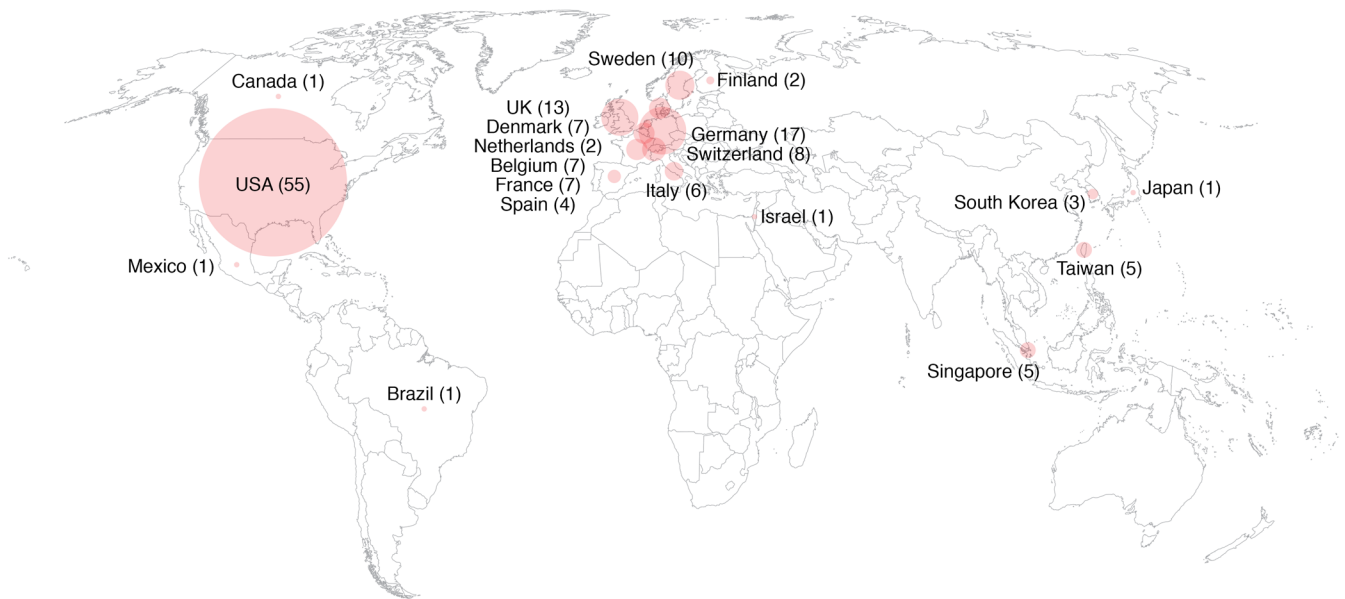 Sweden (10)
Canada (1)
Finland (2)
UK (13)
Denmark (7)
Germany (17)
Netherlands (2)
Switzerland (8)
Belgium (7)
USA (55)
France (7)
Italy (6)
Japan (1)
Spain (4)
South Korea (3)
Israel (1)
Mexico (1)
Taiwan (5)
Singapore (5)
Brazil (1)